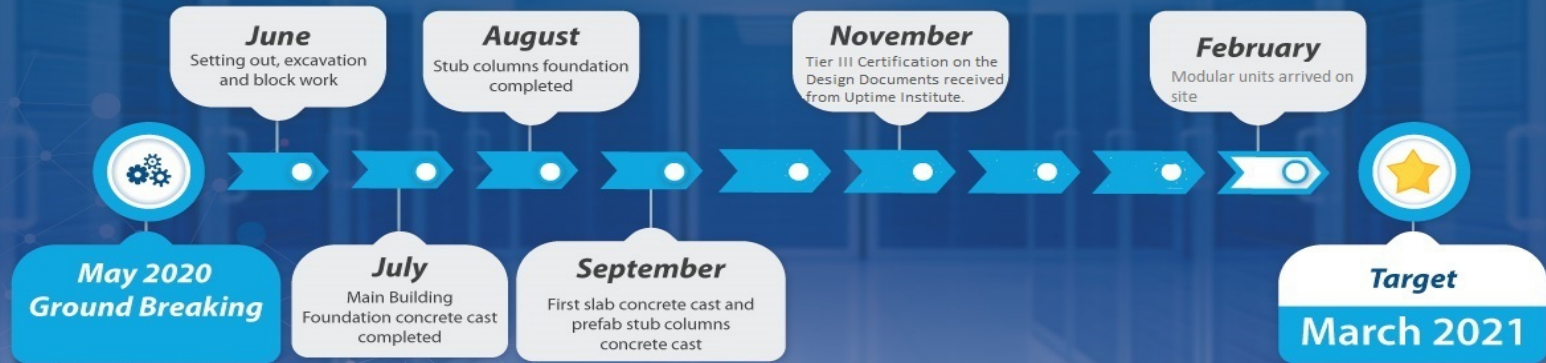 June
Setting out, excavation
and block work
August
Stub columns foundation
completed
November
Tier III Certification on the
Design Documents received
from Uptime Institute.
February
Modular units arrived on
site
May 2020
Ground Breaking
July
Main Building
Foundation concrete cast
completed
September
First slab concrete cast and
prefab stub columns
concrete cast
Target
March 2021